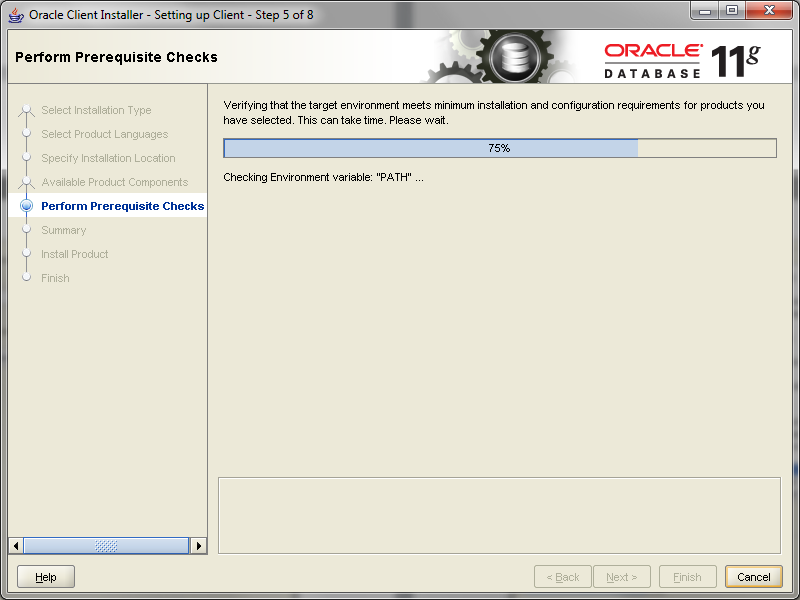 Oracle Client Installer - Setting up Client - Step 5 of 8
Perform Prerequisite Checks
ORACLE
DATABASE 11g
Select Installation Type
Select Product Languages
Specify Installation Location
Available Product Components
Perform Prerequisite Checks
Summary
Install Product
Finish
Verifying that the target environment meets minimum installation and configuration requirements for products you
have selected. This can take time. Please wait.
75%
Checking Environment variable: "PATH" ...
Help
< Back
Next >
Finish
Cancel